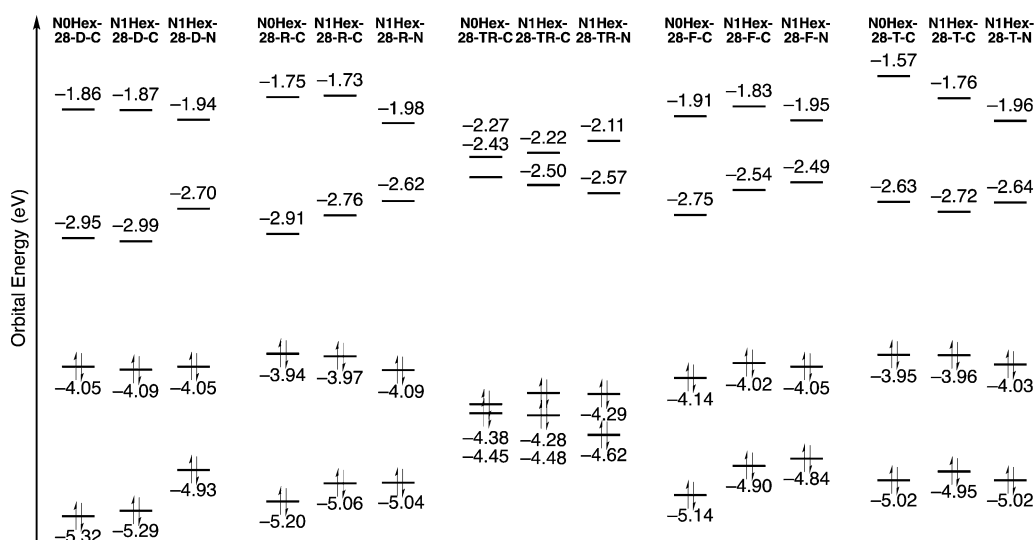 N0Hex- N1Hex- N1Hex- N0Hex- N1Hex- N1Hex- N0Hex- N1Hex- N1Hex- N0Hex- N1Hex- N1Hex- N0Hex- N1Hex- N1Hex-
28-D-C 28-D-C 28-D-N 28-R-C 28-R-C 28-R-N 28-TR-C 28-TR-C 28-TR-N 28-F-C 28-F-C 28-F-N 28-T-C 28-T-C 28-T-N
−1.86 −1.87 −1.94 −1.75 −1.73 −1.98 −2.27 −2.22 −2.11 −1.91 −1.83 −1.95 −1.57 −1.76 −1.96
−2.95 −2.99 −2.70 −2.91 −2.76 −2.62 −2.43 −2.50 −2.57 −2.75 −2.54 −2.49 −2.63 −2.72 −2.64
Orbital Energy (eV)
−4.05 −4.09 −4.05 −3.94 −3.97 −4.09 −4.38 −4.28 −4.29 −4.14 −4.02 −4.05 −3.95 −3.96 −4.03
−5.32 −5.29 −4.93 −5.20 −5.06 −5.04 −4.45 −4.48 −4.62 −5.14 −4.90 −4.84 −5.02 −4.95 −5.02